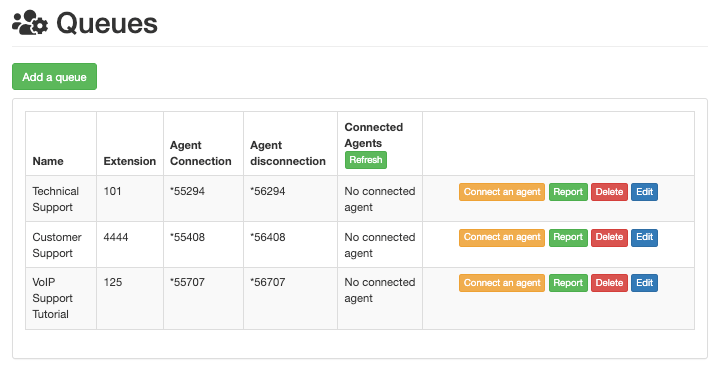 Queues
Add a queue
Name Extension Agent Connection Agent disconnection Connected Agents Refresh
Technical Support 101 *55294 *56294 No connected agent Connect an agent Report Delete Edit
Customer Support 4444 *55408 *56408 No connected agent Connect an agent Report Delete Edit
VoIP Support Tutorial 125 *55707 *56707 No connected agent Connect an agent Report Delete Edit